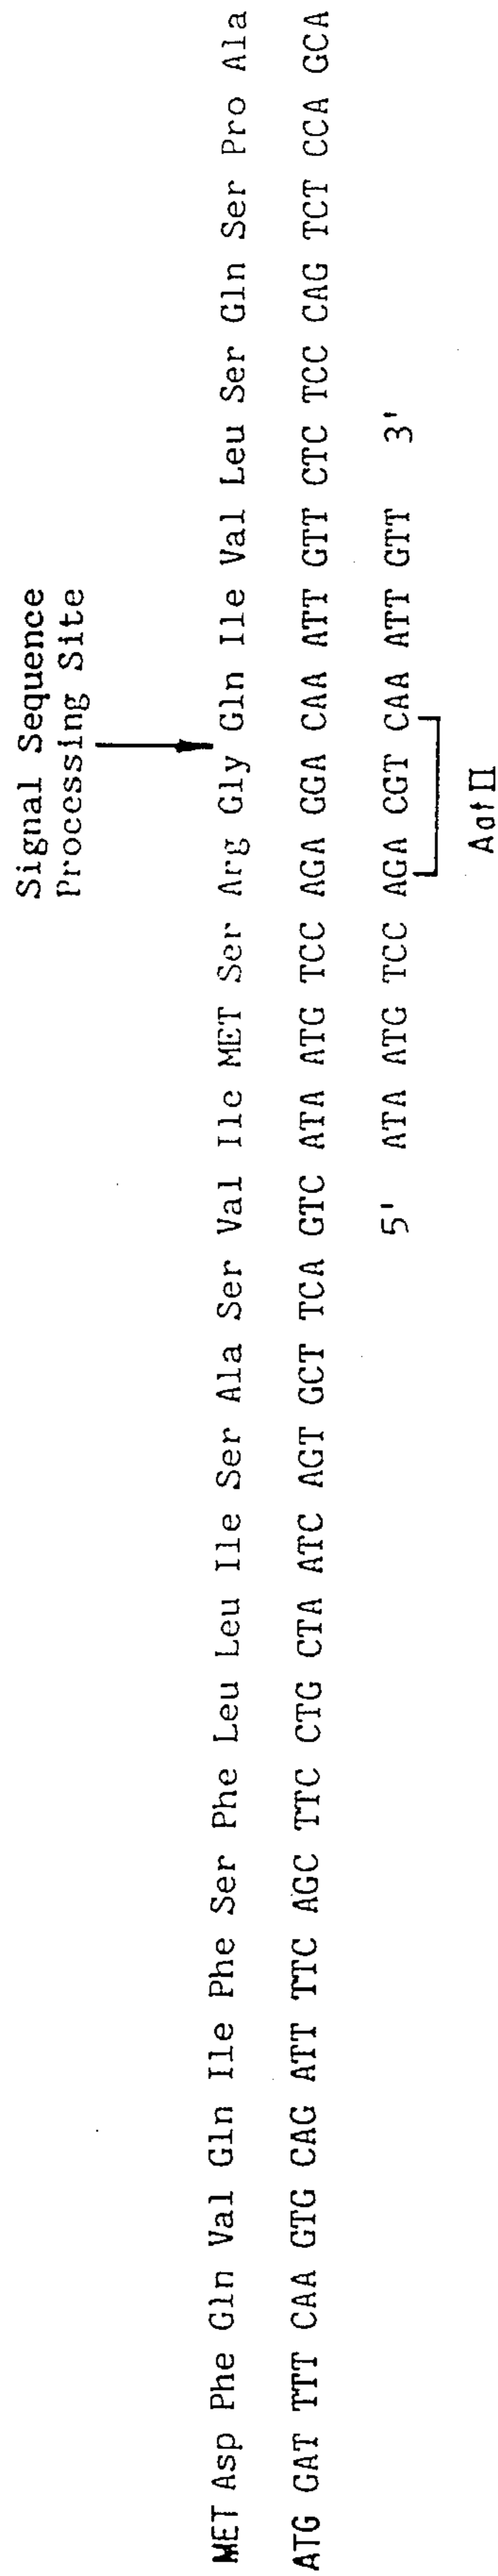 Signal Sequence
Processing Site
MET Asp Phe Gln Val Gln Ile Phe Ser Phe Leu Leu Ile Ser Ala Ser Val Ile MET Ser Arg Gly Gln Ile Val Leu Ser Gln Ser Pro Ala
ATG GAT TTT CAA GTG CAG ATT TTC AGC TTC CTG CTA ATC AGT GCT TCA GTC ATA ATG TCC AGA GGA CAA ATT GTT CTC TCC CAG TCT CCA GCA
5' ATA ATG TCC AGA CGT CAA ATT GTT 3'
Aat II